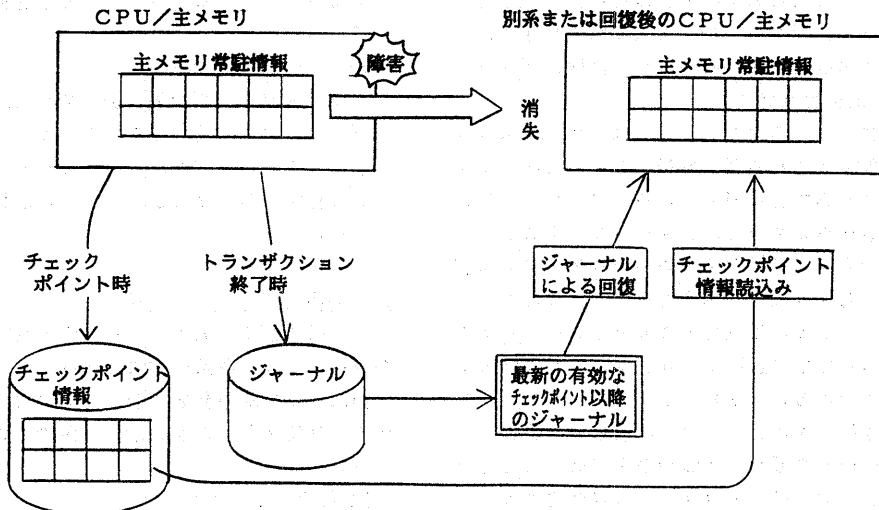 CPU/主メモリ
別系または回復後のCPU/主メモリ
主メモリ常駐情報
障害
主メモリ常駐情報
消
失
チェック
ポイント時
トランザクション
終了時
ジャーナル
による回復
チェックポイント
情報読込み
チェックポイント
情報
ジャーナル
最新の有効な
チェックポイント以降
のジャーナル